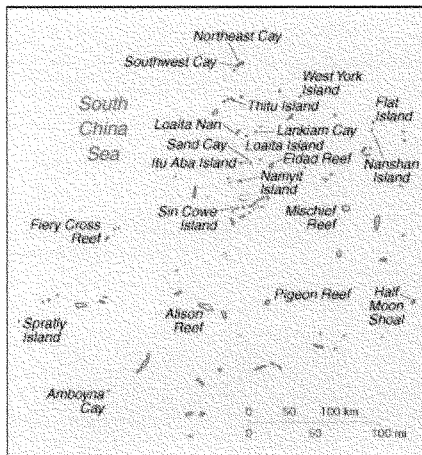 Northeast Cay
Southwest Cay
West York
Island
South
China
Sea
Thitu Island
Flat
Island
Loaita Nan
Lankiam Cay
Sand Cay
Loaita Island
Itu Aba Island
Eldad Reef
Nanshan
Island
Namyit
Island
Sin Cowe
Island
Mischief
Reef
Fiery Cross
Reef
Pigeon Reef
Half
Moon
Shoal
Spratly
Island
Alison
Reef
Amboyna
Cay
0 50 100 km
0 50 100 mi